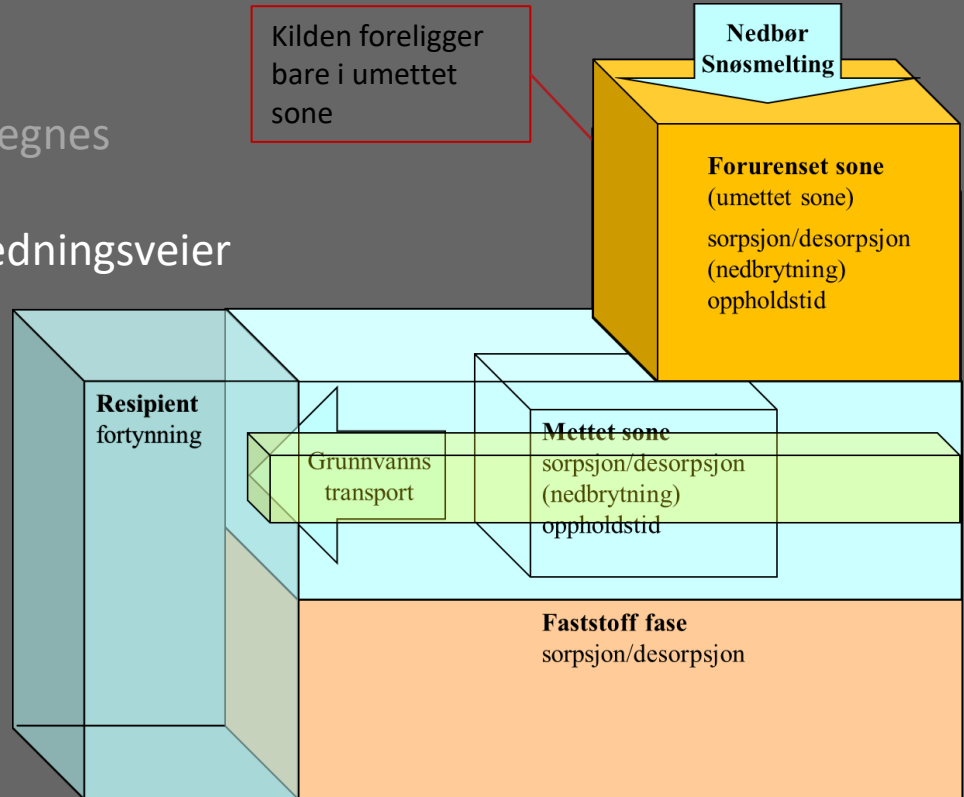 Kilden foreligger
bare i umettet
sone
Nedbør
Snøsmelting
egnes
edningsveier
Forurenset sone
(umettet sone)
sorpsjon/desorpsjon
(nedbrytning)
oppholdstid
Resipient
fortynning
Grunnvanns
transport
Mettet sone
sorpsjon/desorpsjon
(nedbrytning)
oppholdstid
Faststoff fase
sorpsjon/desorpsjon